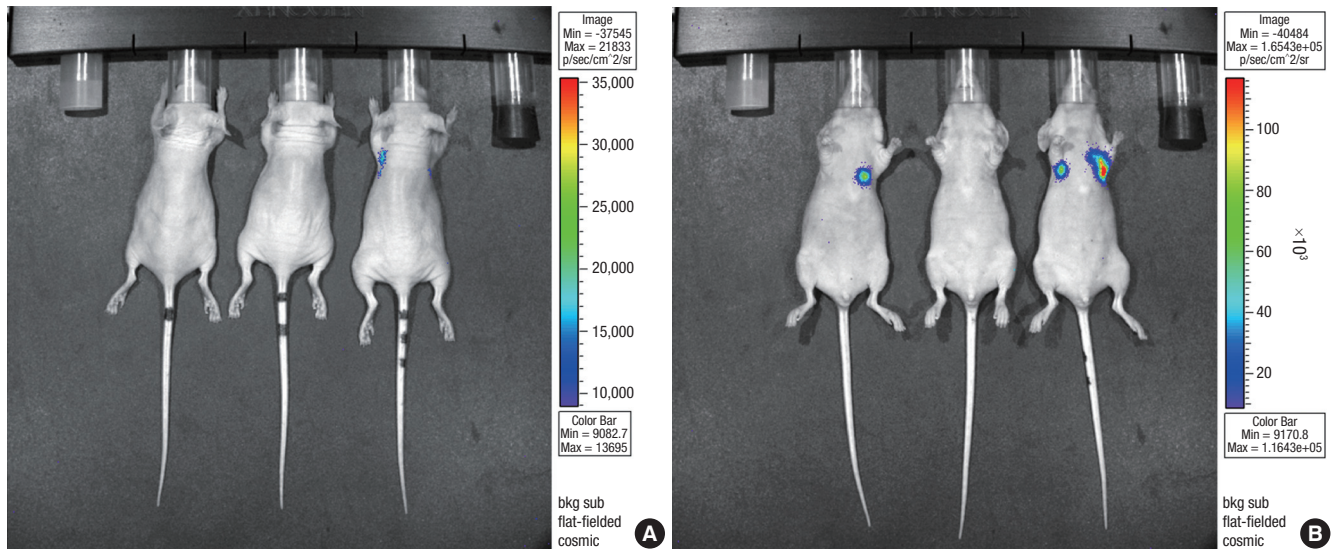 Image
Min = -37545
Max = 21833
p/sec/cm^2/sr
35,000
30,000
25,000
20,000
15,000
10,000
Color Bar
Min = 9082.7
Max = 13695
bkg sub
flat-fielded
cosmic
A
Image
Min = -40484
Max = 1.6543e+05
p/sec/cm^2/sr
100
80
60
40
20
×10³
Color Bar
Min = 9170.8
Max = 1.1643e+05
bkg sub
flat-fielded
cosmic
B